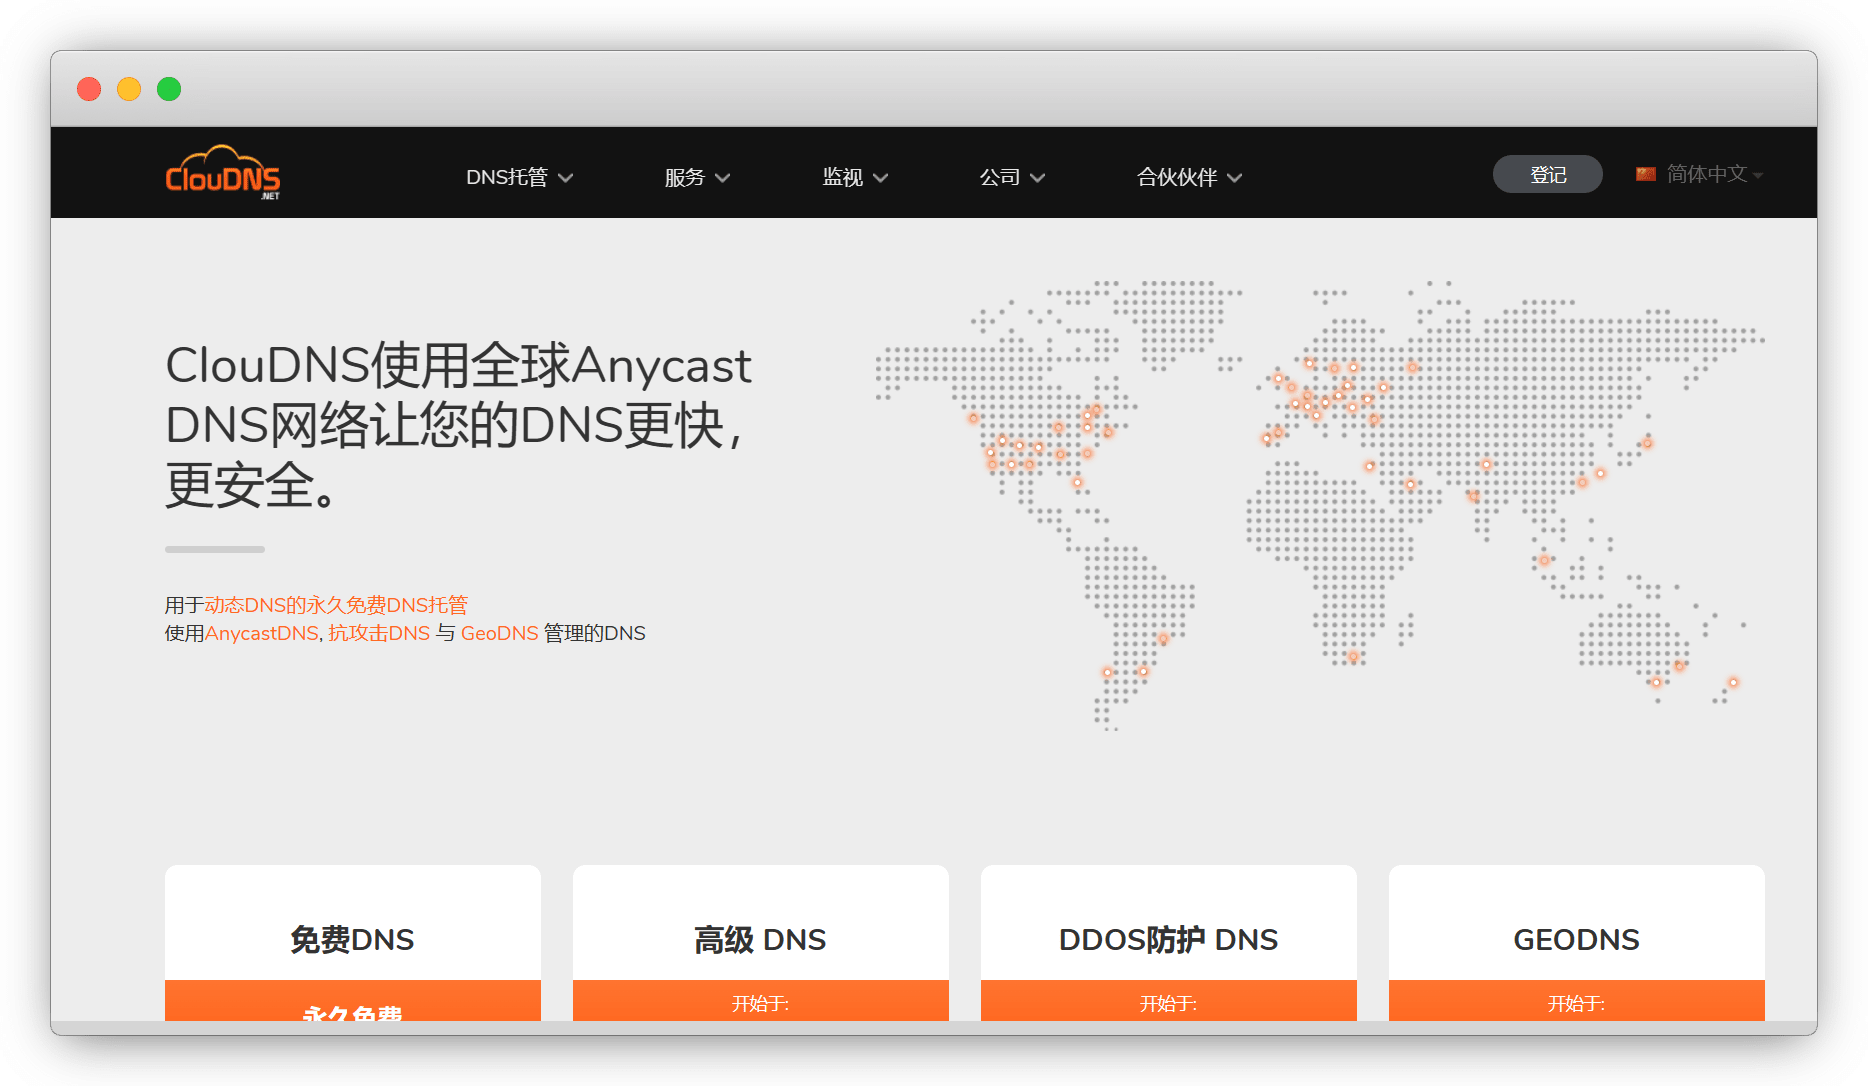 ClouDNS
.NET
DNS托管
服务
监视
公司
合伙伙伴
登记
简体中文
ClouDNS使用全球Anycast
DNS网络让您的DNS更快，
更安全。
用于动态DNS的永久免费DNS托管
使用AnycastDNS, 抗攻击DNS 与 GeoDNS 管理的DNS
免费DNS
高级 DNS
DDOS防护 DNS
GEODNS
永久免费
开始于:
开始于:
开始于: